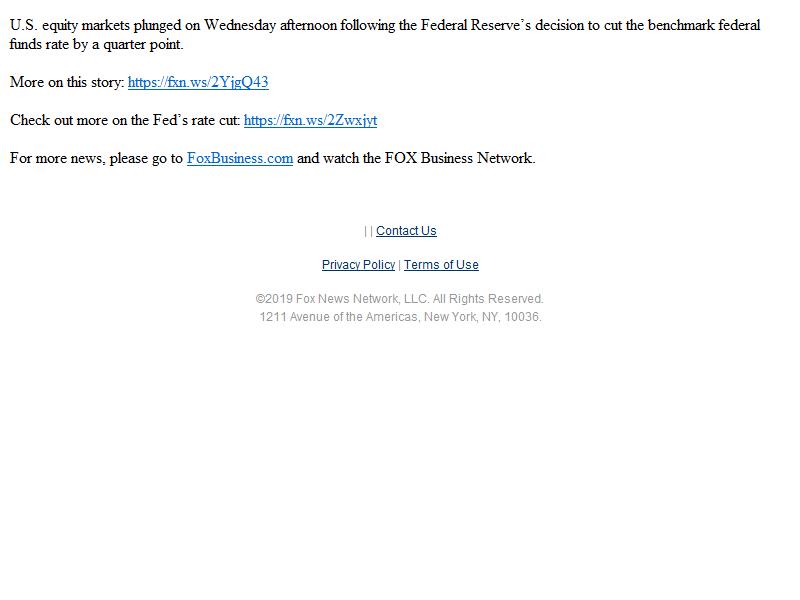 U.S. equity markets plunged on Wednesday afternoon following the Federal Reserve’s decision to cut the benchmark federal
funds rate by a quarter point.
More on this story: https://fxn.ws/2YjgQ43
Check out more on the Fed’s rate cut: https://fxn.ws/2Zwxjyt
For more news, please go to FoxBusiness.com and watch the FOX Business Network.
| | Contact Us
Privacy Policy | Terms of Use
©2019 Fox News Network, LLC. All Rights Reserved.
1211 Avenue of the Americas, New York, NY, 10036.